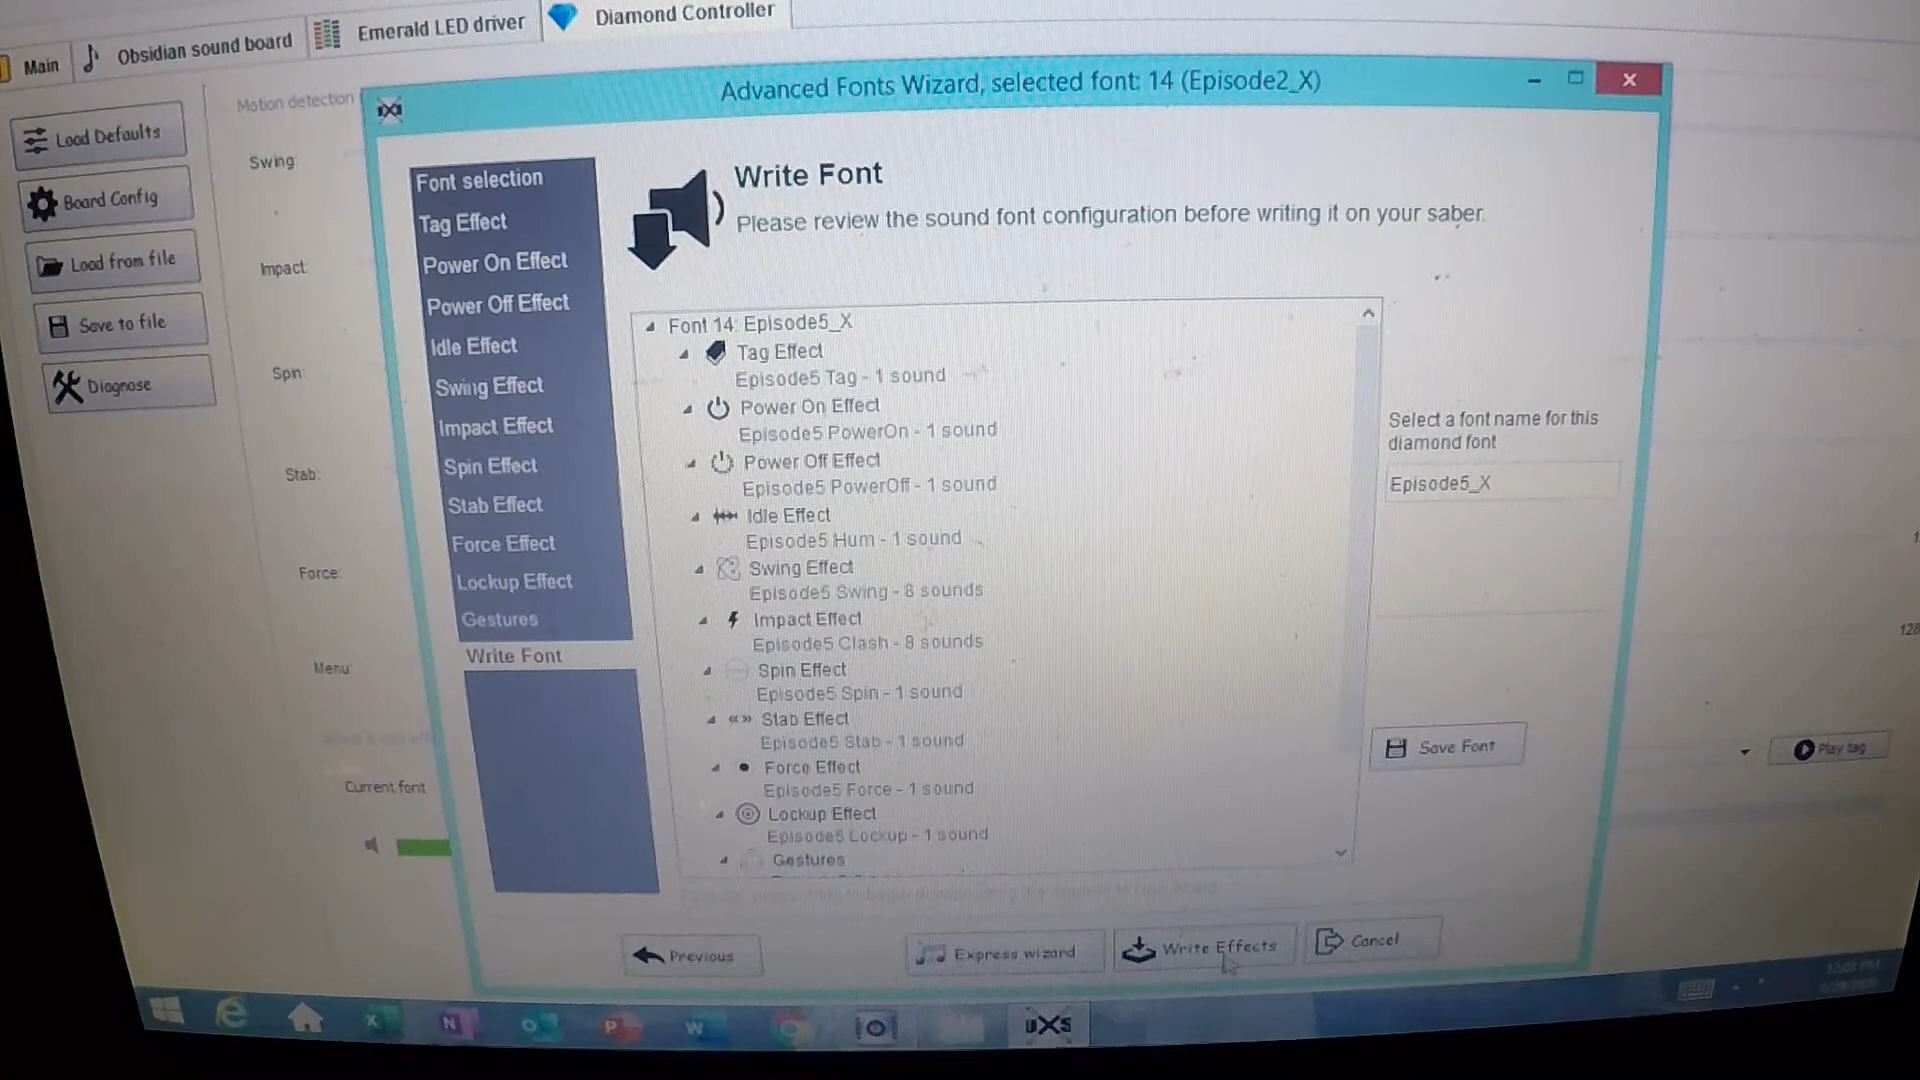 Main
Obsidian sound board
Emerald LED driver
Diamond Controller
Load Defaults
Board Config
Load from file
Save to file
Diagnose
Motion detection
Swing:
Impact:
Spin:
Stab:
Force:
Menu
Current font
Advanced Fonts Wizard, selected font: 14 (Episode2_X)
Font selection
Tag Effect
Power On Effect
Power Off Effect
Idle Effect
Swing Effect
Impact Effect
Spin Effect
Stab Effect
Force Effect
Lockup Effect
Gestures
Write Font
Write Font
Please review the sound font configuration before writing it on your saber.
Font 14: Episode5_X
Tag Effect
Episode5 Tag - 1 sound
Power On Effect
Episode5 PowerOn - 1 sound
Power Off Effect
Episode5 PowerOff - 1 sound
Idle Effect
Episode5 Hum - 1 sound
Swing Effect
Episode5 Swing - 8 sounds
Impact Effect
Episode5 Clash - 8 sounds
Spin Effect
Episode5 Spin - 1 sound
Stab Effect
Episode5 Stab - 1 sound
Force Effect
Episode5 Force - 1 sound
Lockup Effect
Episode5 Lockup - 1 sound
Gestures
Select a font name for this
diamond font
Episode5_X
Save Font
Play tag
128
Previous
Express wizard
Write Effects
Cancel